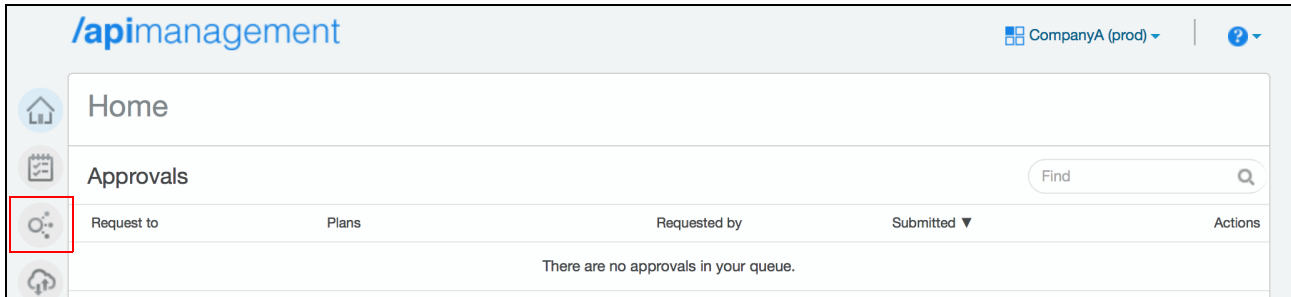 /apimanagement
CompanyA (prod)
?
Home
Approvals
Find
Request to Plans Requested by Submitted ▼ Actions
There are no approvals in your queue.